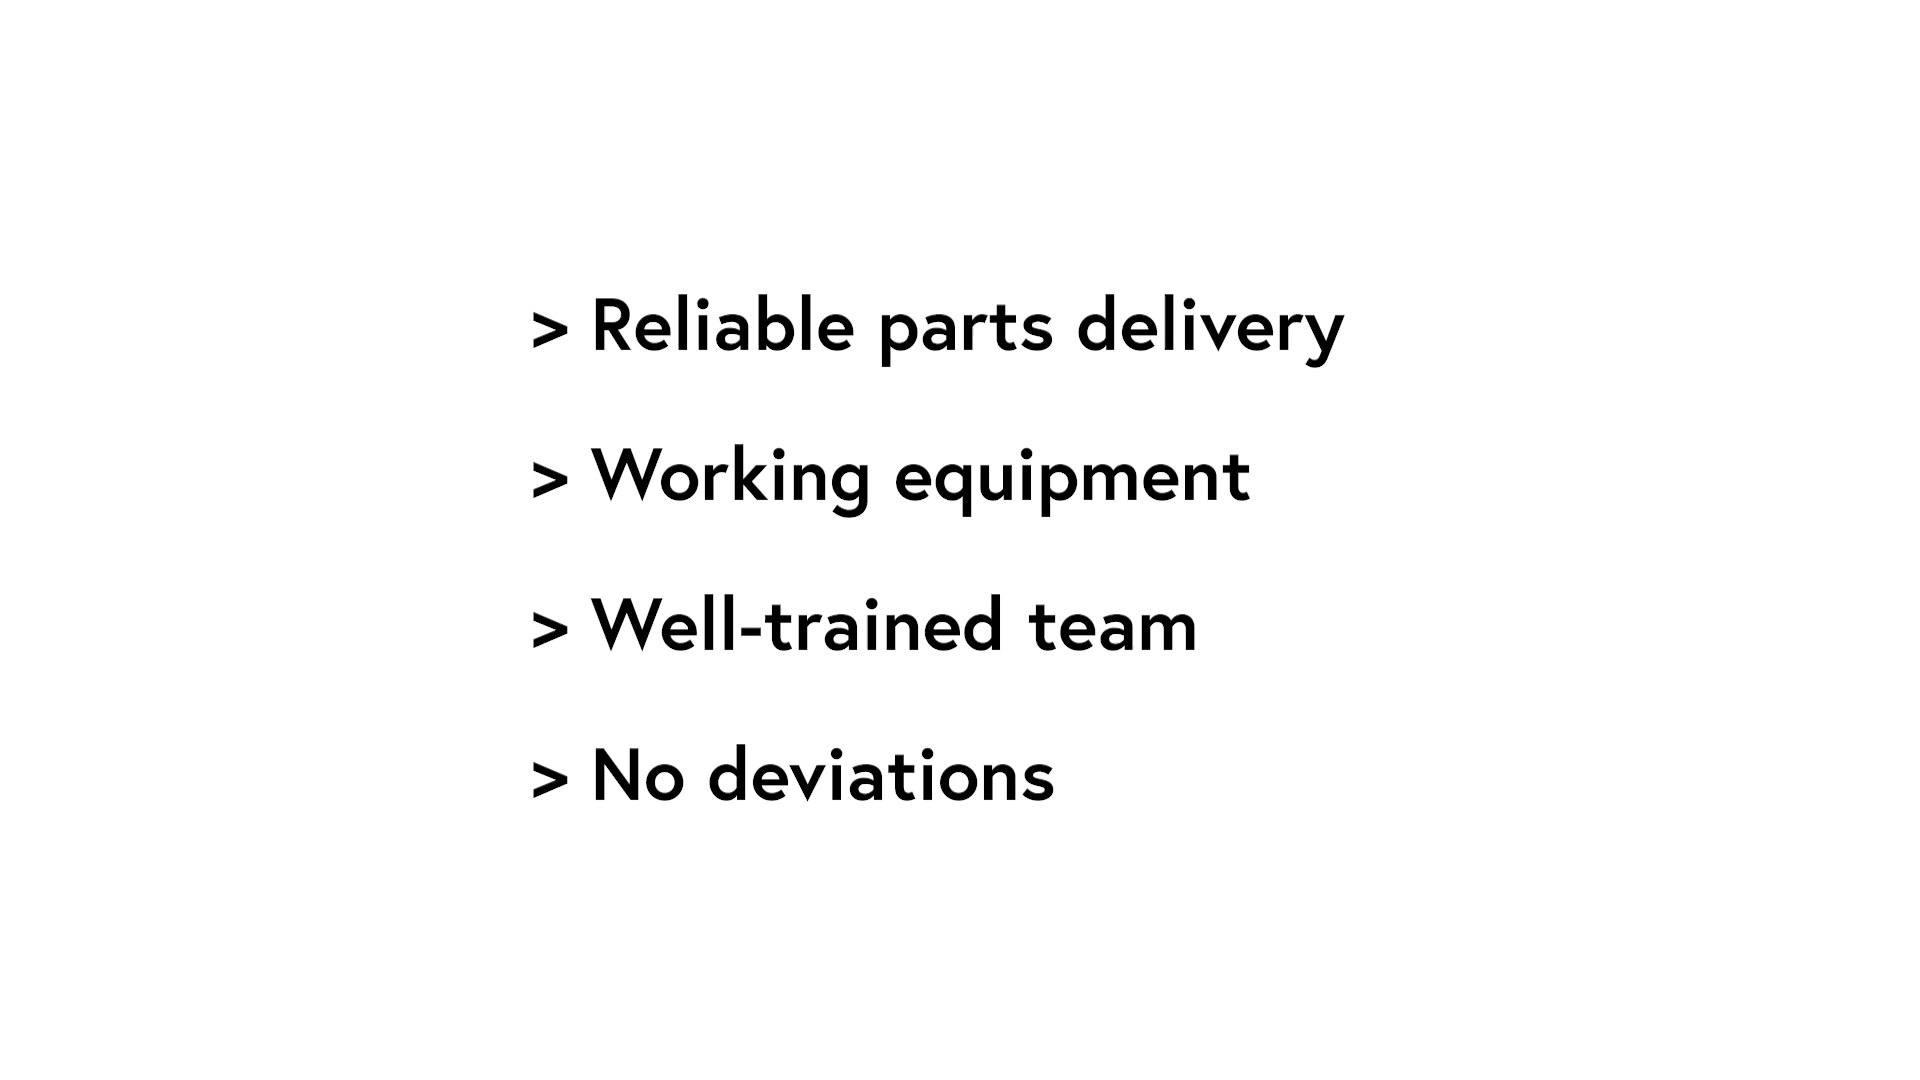 > Reliable parts delivery
> Working equipment
> Well-trained team
> No deviations